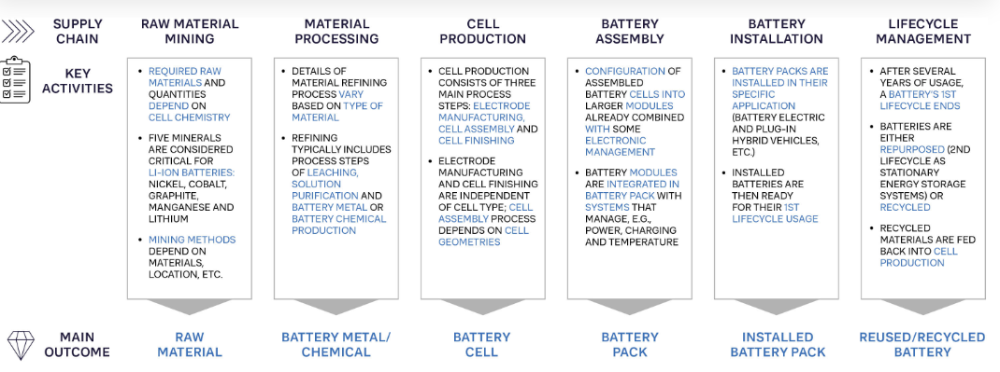 SUPPLY
CHAIN
RAW MATERIAL
MINING
MATERIAL
PROCESSING
CELL
PRODUCTION
BATTERY
ASSEMBLY
BATTERY
INSTALLATION
LIFECYCLE
MANAGEMENT
KEY
ACTIVITIES
• REQUIRED RAW
MATERIALS AND
QUANTITIES
DEPEND ON
CELL CHEMISTRY
• FIVE MINERALS
ARE CONSIDERED
CRITICAL FOR
LI-ION BATTERIES:
NICKEL, COBALT,
GRAPHITE,
MANGANESE AND
LITHIUM
• MINING METHODS
DEPEND ON
MATERIALS,
LOCATION, ETC.
• DETAILS OF
MATERIAL REFINING
PROCESS VARY
BASED ON TYPE OF
MATERIAL
• REFINING
TYPICALLY INCLUDES
PROCESS STEPS
OF LEACHING,
SOLUTION
PURIFICATION AND
BATTERY METAL OR
BATTERY CHEMICAL
PRODUCTION
• CELL PRODUCTION
CONSISTS OF THREE
MAIN PROCESS
STEPS: ELECTRODE
MANUFACTURING,
CELL ASSEMBLY AND
CELL FINISHING
• ELECTRODE
MANUFACTURING
AND CELL FINISHING
ARE INDEPENDENT
OF CELL TYPE; CELL
ASSEMBLY PROCESS
DEPENDS ON CELL
GEOMETRIES
• CONFIGURATION OF
ASSEMBLED
BATTERY CELLS INTO
LARGER MODULES
ALREADY COMBINED
WITH SOME
ELECTRONIC
MANAGEMENT
• BATTERY MODULES
ARE INTEGRATED IN
BATTERY PACK WITH
SYSTEMS THAT
MANAGE, E.G.,
POWER, CHARGING
AND TEMPERATURE
• BATTERY PACKS ARE
INSTALLED IN THEIR
SPECIFIC
APPLICATION
(BATTERY ELECTRIC
AND PLUG-IN
HYBRID VEHICLES,
ETC.)
• INSTALLED
BATTERIES ARE
THEN READY
FOR THEIR 1ST
LIFECYCLE USAGE
• AFTER SEVERAL
YEARS OF USAGE,
A BATTERY'S 1ST
LIFECYCLE ENDS
• BATTERIES ARE
EITHER
REPURPOSED (2ND
LIFECYCLE AS
STATIONARY
ENERGY STORAGE
SYSTEMS) OR
RECYCLED
• RECYCLED
MATERIALS ARE FED
BACK INTO CELL
PRODUCTION
MAIN
OUTCOME
RAW
MATERIAL
BATTERY METAL/
CHEMICAL
BATTERY
CELL
BATTERY
PACK
INSTALLED
BATTERY PACK
REUSED/RECYCLED
BATTERY